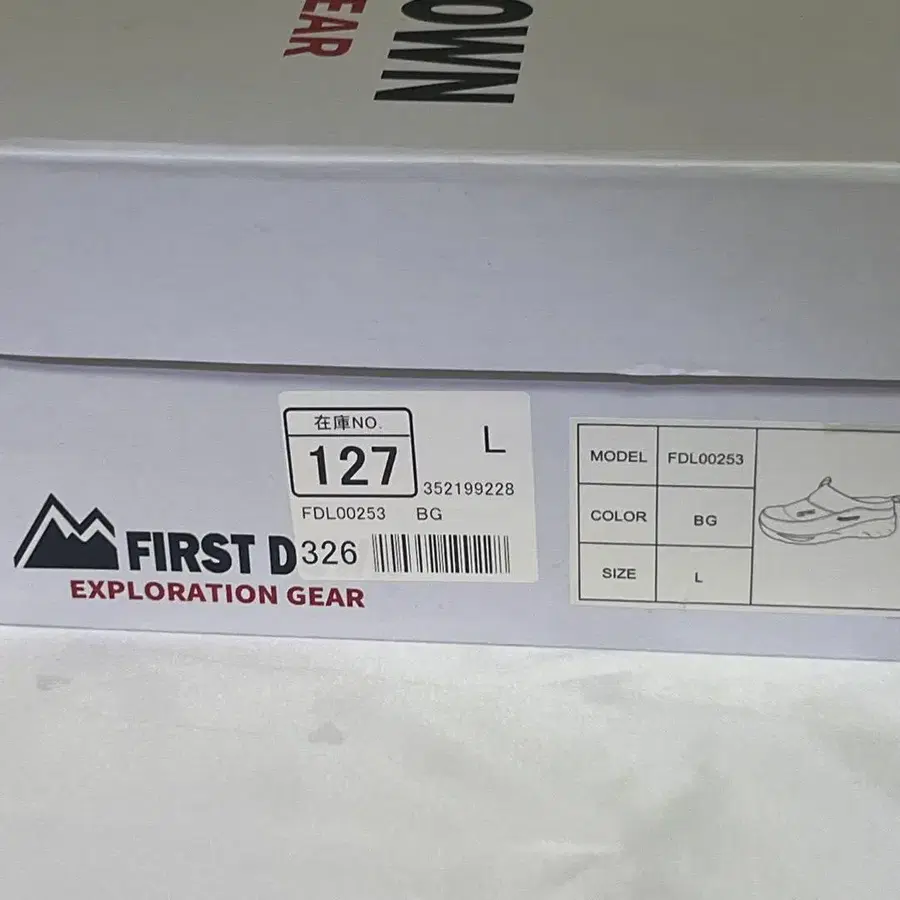 OWN
EAR
在庫NO.
127
L
352199228
FDL00253 BG
326
FIRST D
EXPLORATION GEAR
MODEL FDL00253
COLOR BG
SIZE L